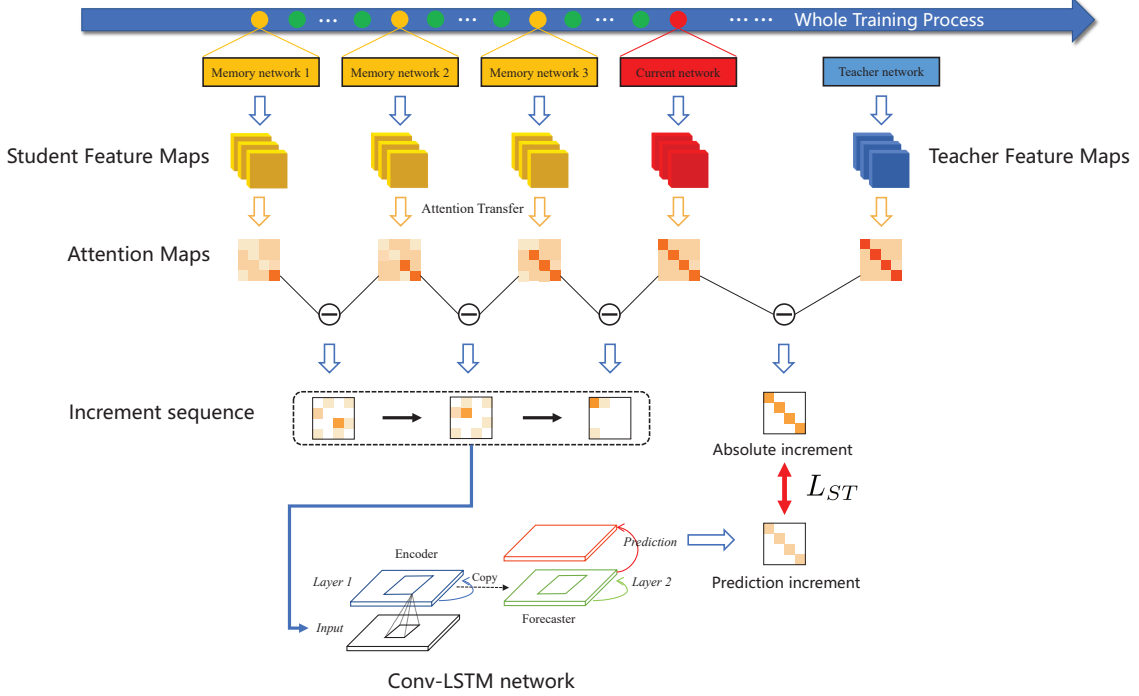 ... ... ... ... ...
Whole Training Process
Memory network 1
Memory network 2
Memory network 3
Current network
Teacher network
Student Feature Maps
Teacher Feature Maps
Attention Transfer
Attention Maps
Increment sequence
Absolute increment
L_{ST}
Prediction increment
Encoder
Prediction
Layer 1
Copy
Layer 2
Forecaster
Input
Conv-LSTM network